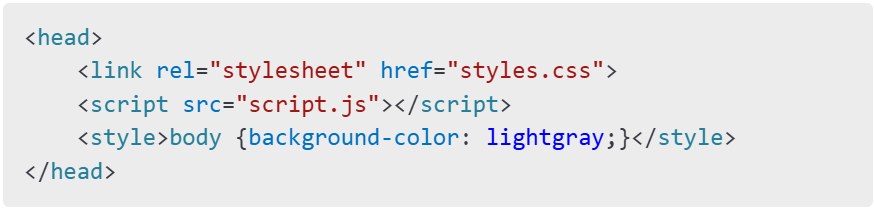 <head>
    <link rel="stylesheet" href="styles.css">
    <script src="script.js"></script>
    <style>body {background-color: lightgray;}</style>
</head>